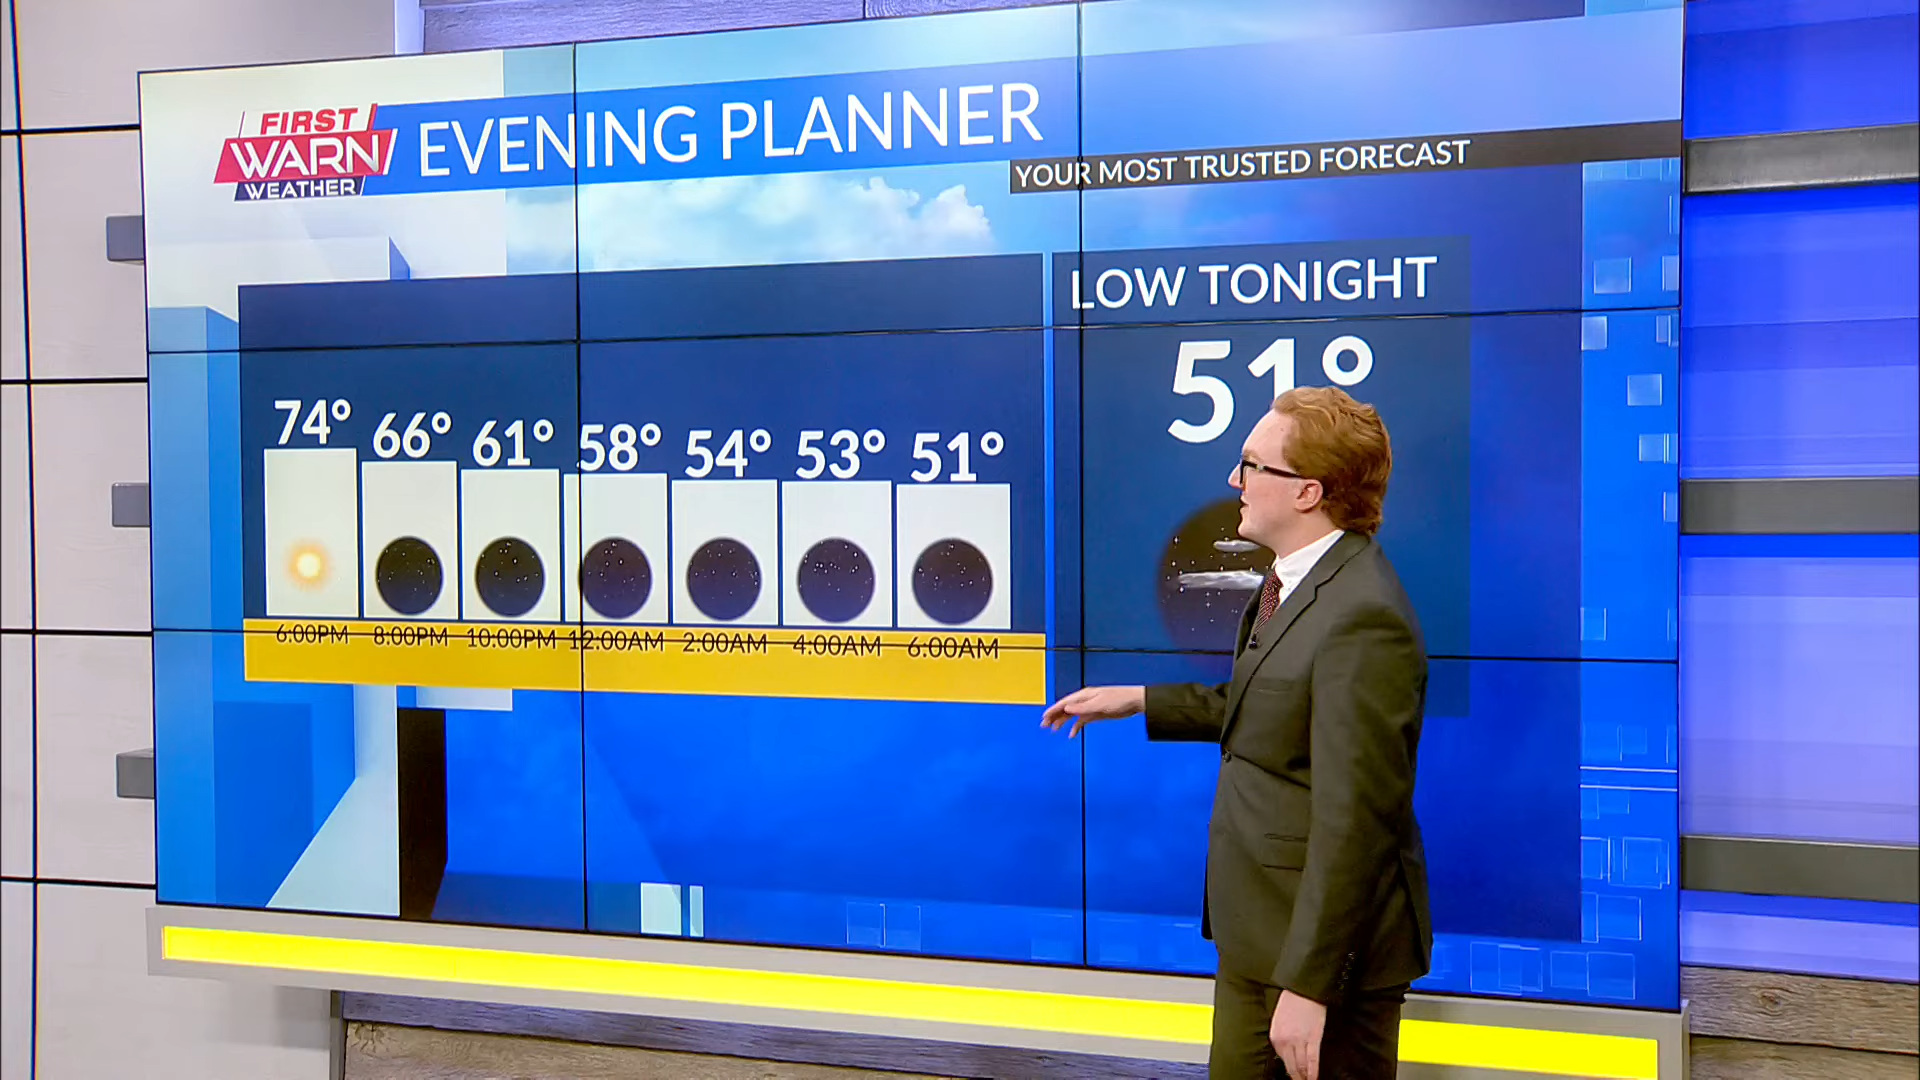 FIRST
WARN
WEATHER
EVENING PLANNER
YOUR MOST TRUSTED FORECAST
LOW TONIGHT
51°
74° 66° 61° 58° 54° 53° 51°
6:00PM 8:00PM 10:00PM 12:00AM 2:00AM 4:00AM 6:00AM